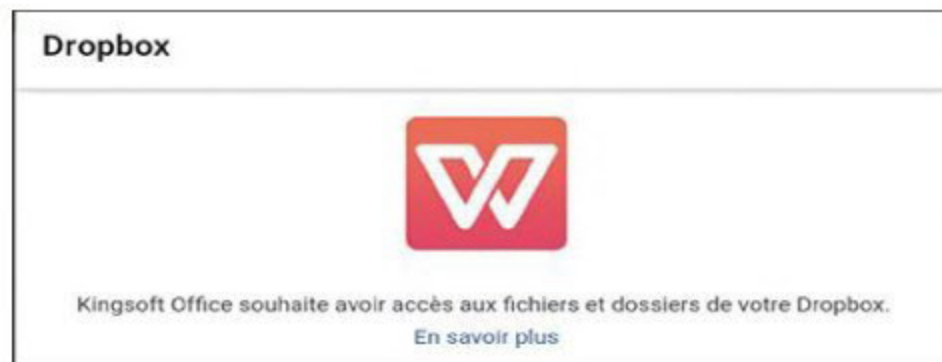 Dropbox
Kingsoft Office souhaite avoir accès aux fichiers et dossiers de votre Dropbox.
En savoir plus